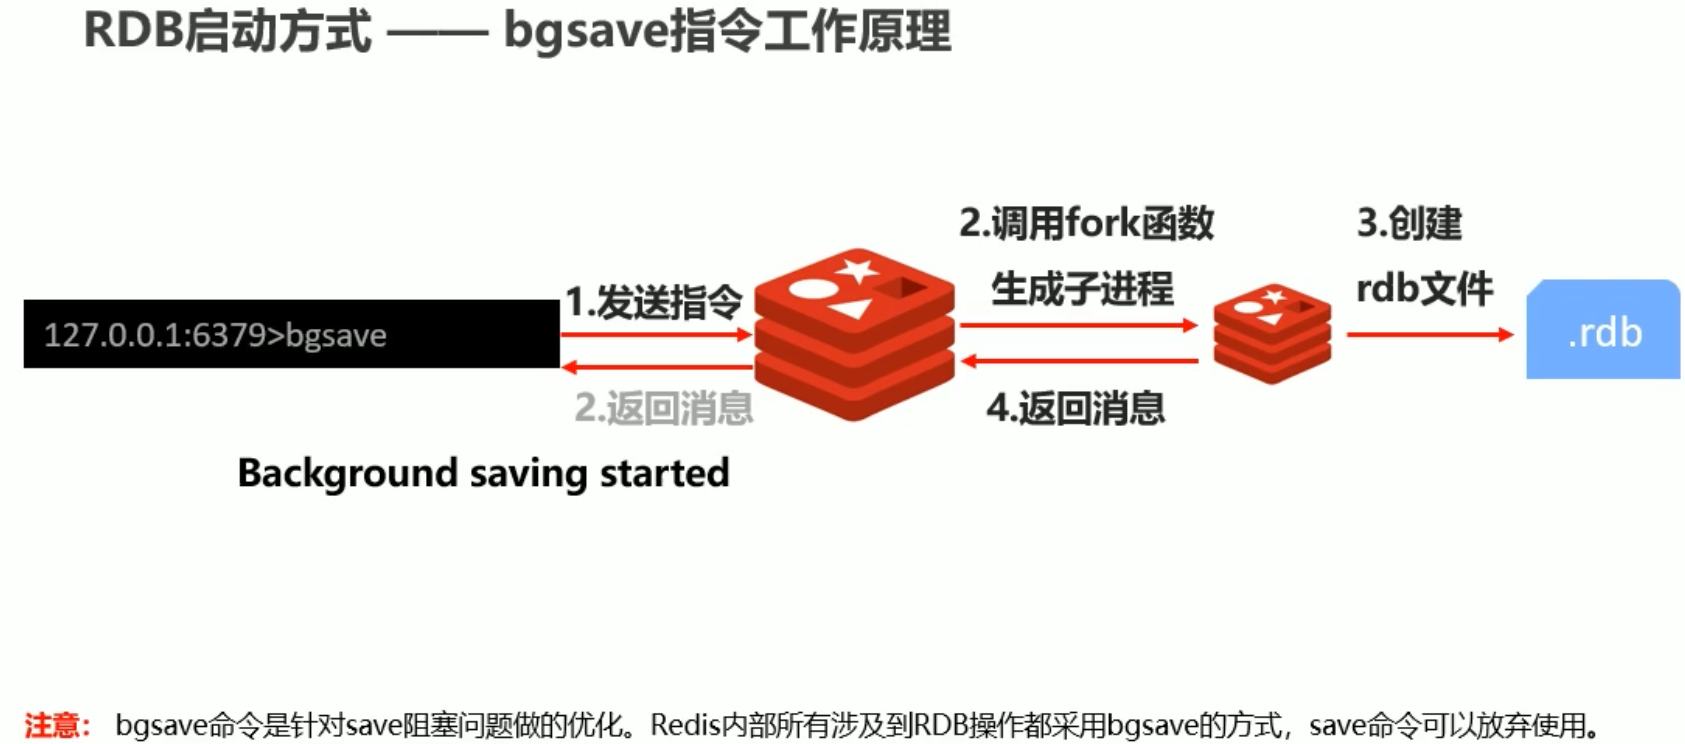 RDB启动方式 —— bgsave指令工作原理
2.调用fork函数
生成子进程
3.创建
rdb文件
1.发送指令
127.0.0.1:6379>bgsave
.rdb
2.返回消息
4.返回消息
Background saving started
注意： bgsave命令是针对save阻塞问题做的优化。Redis内部所有涉及到RDB操作都采用bgsave的方式，save命令可以放弃使用。